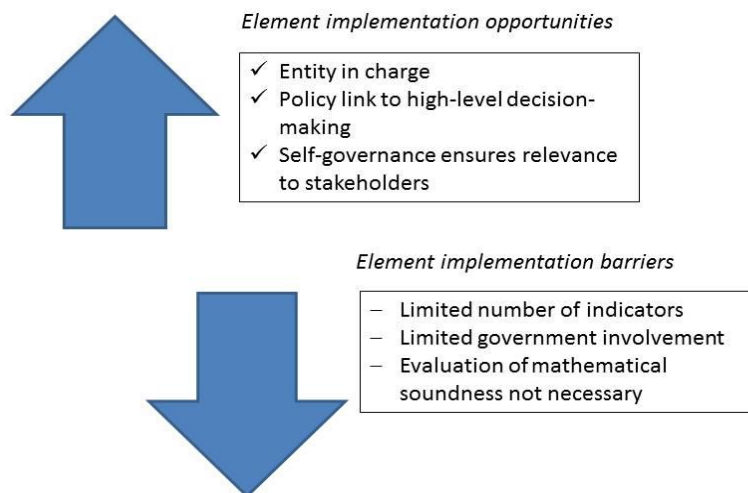 Element implementation opportunities
✓ Entity in charge
✓ Policy link to high-level decision-
making
✓ Self-governance ensures relevance
to stakeholders
Element implementation barriers
– Limited number of indicators
– Limited government involvement
– Evaluation of mathematical
soundness not necessary